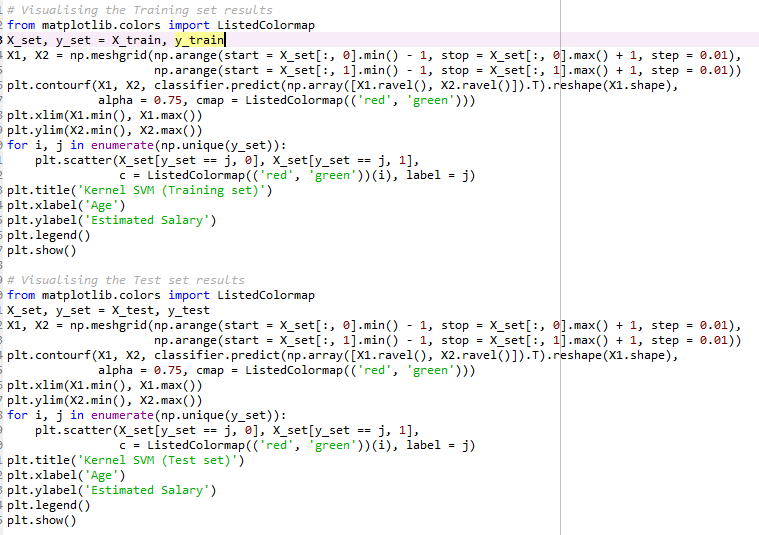 # Visualising the Training set results
from matplotlib.colors import ListedColormap
X_set, y_set = X_train, y_train
X1, X2 = np.meshgrid(np.arange(start = X_set[:, 0].min() - 1, stop = X_set[:, 0].max() + 1, step = 0.01),
                     np.arange(start = X_set[:, 1].min() - 1, stop = X_set[:, 1].max() + 1, step = 0.01))
plt.contourf(X1, X2, classifier.predict(np.array([X1.ravel(), X2.ravel()]).T).reshape(X1.shape),
             alpha = 0.75, cmap = ListedColormap(('red', 'green')))
plt.xlim(X1.min(), X1.max())
plt.ylim(X2.min(), X2.max())
for i, j in enumerate(np.unique(y_set)):
    plt.scatter(X_set[y_set == j, 0], X_set[y_set == j, 1],
                c = ListedColormap(('red', 'green'))(i), label = j)
plt.title('Kernel SVM (Training set)')
plt.xlabel('Age')
plt.ylabel('Estimated Salary')
plt.legend()
plt.show()
# Visualising the Test set results
from matplotlib.colors import ListedColormap
X_set, y_set = X_test, y_test
X1, X2 = np.meshgrid(np.arange(start = X_set[:, 0].min() - 1, stop = X_set[:, 0].max() + 1, step = 0.01),
                     np.arange(start = X_set[:, 1].min() - 1, stop = X_set[:, 1].max() + 1, step = 0.01))
plt.contourf(X1, X2, classifier.predict(np.array([X1.ravel(), X2.ravel()]).T).reshape(X1.shape),
             alpha = 0.75, cmap = ListedColormap(('red', 'green')))
plt.xlim(X1.min(), X1.max())
plt.ylim(X2.min(), X2.max())
for i, j in enumerate(np.unique(y_set)):
    plt.scatter(X_set[y_set == j, 0], X_set[y_set == j, 1],
                c = ListedColormap(('red', 'green'))(i), label = j)
plt.title('Kernel SVM (Test set)')
plt.xlabel('Age')
plt.ylabel('Estimated Salary')
plt.legend()
plt.show()